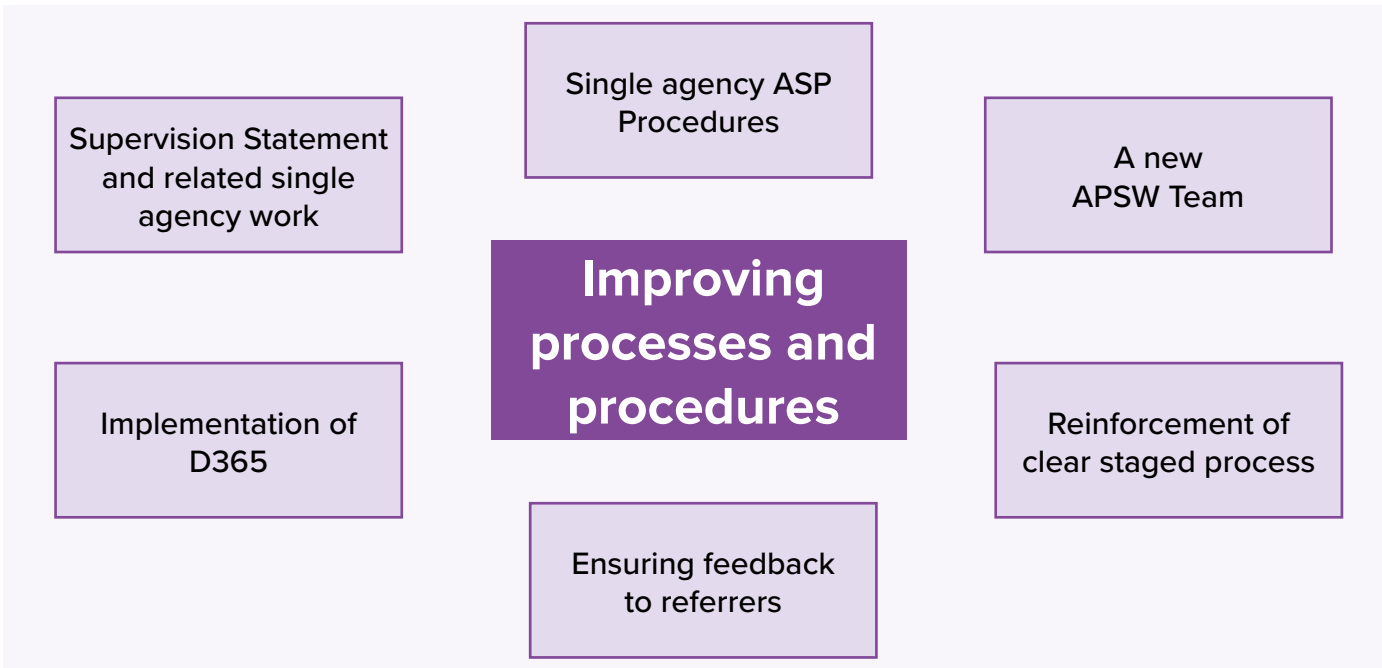 Single agency ASP
Procedures
Supervision Statement
and related single
agency work
A new
APSW Team
Improving
processes and
procedures
Implementation of
D365
Reinforcement of
clear staged process
Ensuring feedback
to referrers